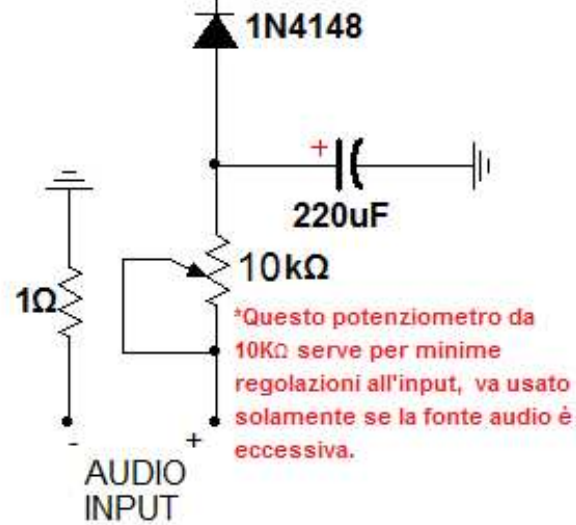 1N4148
+
220uF
10kΩ
1Ω
*Questo potenziometro da
10KΩ serve per minime
regolazioni all'input, va usato
solamente se la fonte audio è
eccessiva.
- +
AUDIO
INPUT